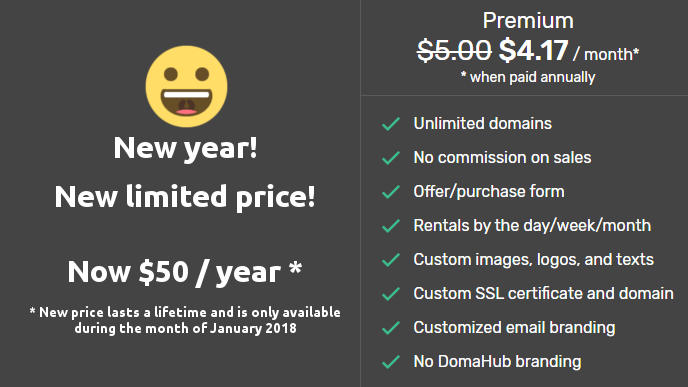 New year!
New limited price!
Now $50 / year *
* New price lasts a lifetime and is only available
during the month of January 2018
Premium
$5.00 $4.17 / month*
* when paid annually
Unlimited domains
No commission on sales
Offer/purchase form
Rentals by the day/week/month
Custom images, logos, and texts
Custom SSL certificate and domain
Customized email branding
No DomaHub branding